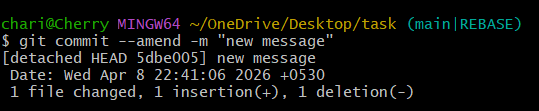 chari@Cherry MINGW64 ~/OneDrive/Desktop/task (main|REBASE)
$ git commit --amend -m "new message"
[detached HEAD 5dbe005] new message
 Date: Wed Apr 8 22:41:06 2026 +0530
 1 file changed, 1 insertion(+), 1 deletion(-)